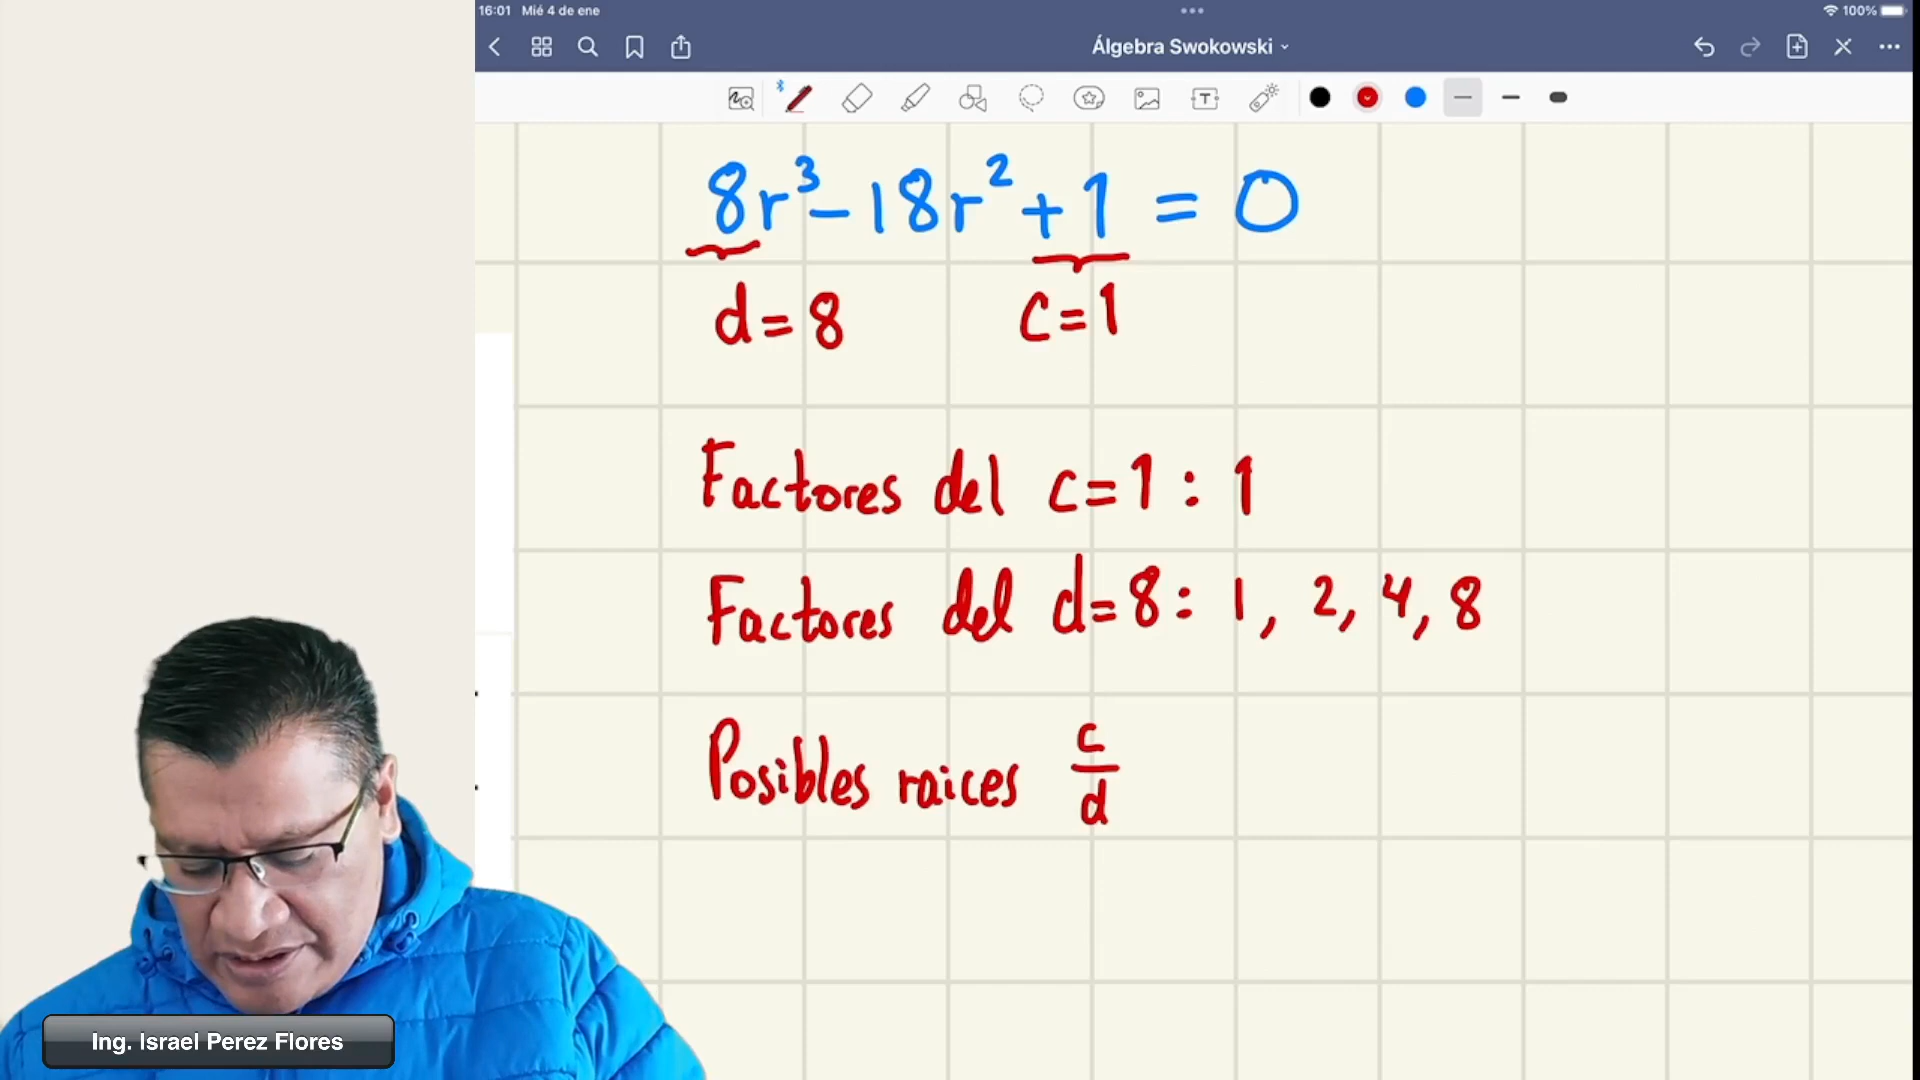 16:01 Mié 4 de ene
100%
Álgebra Swokowski
8r³ - 18r² + 1 = 0
d = 8 c = 1
Factores del c = 1 : 1
Factores del d = 8 : 1, 2, 4, 8
Posibles raices c/d
Ing. Israel Perez Flores